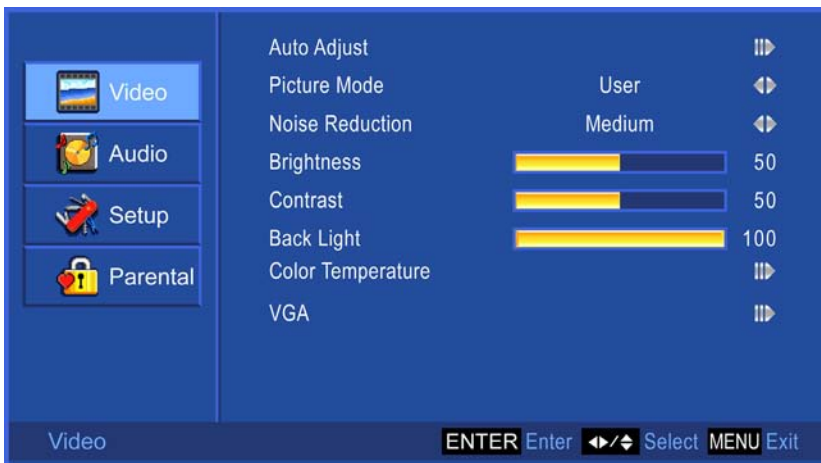 Video
Audio
Setup
Parental
Auto Adjust
Picture Mode User
Noise Reduction Medium
Brightness 50
Contrast 50
Back Light 100
Color Temperature
VGA
Video ENTER Enter / Select MENU Exit